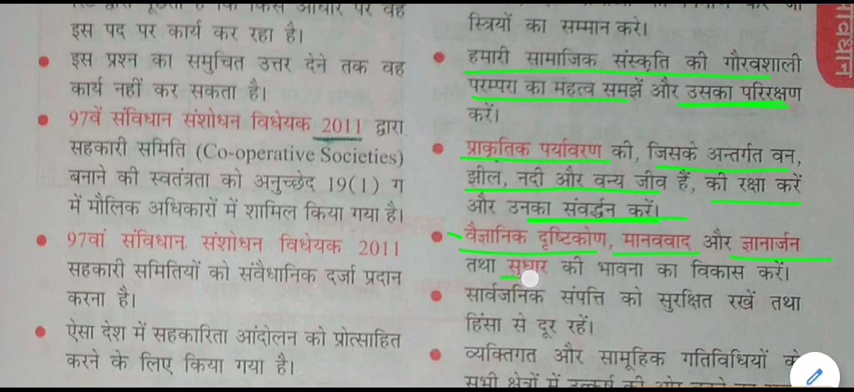 इस पद पर कार्य कर रहा है।
इस प्रश्न का समुचित उत्तर देने तक वह
कार्य नहीं कर सकता है।
97वें संविधान संशोधन विधेयक 2011 द्वारा
सहकारी समिति (Co-operative Societies)
बनाने की स्वतंत्रता को अनुच्छेद 19(1) ग
में मौलिक अधिकारों में शामिल किया गया है।
97वां संविधान संशोधन विधेयक 2011
सहकारी समितियों को संवैधानिक दर्जा प्रदान
करना है।
ऐसा देश में सहकारिता आंदोलन को प्रोत्साहित
करने के लिए किया गया है।
स्त्रियों का सम्मान करे।
हमारी सामाजिक संस्कृति की गौरवशाली
परम्परा का महत्व समझें और उसका परिरक्षण
करें।
प्राकृतिक पर्यावरण की, जिसके अन्तर्गत वन,
झील, नदी और वन्य जीव हैं, की रक्षा करें
और उनका संवर्द्धन करें।
वैज्ञानिक दृष्टिकोण, मानववाद और ज्ञानार्जन
तथा सुधार की भावना का विकास करें।
सार्वजनिक संपत्ति को सुरक्षित रखें तथा
हिंसा से दूर रहें।
व्यक्तिगत और सामूहिक गतिविधियों के
सभी क्षेत्रों में उत्कर्ष की ओर